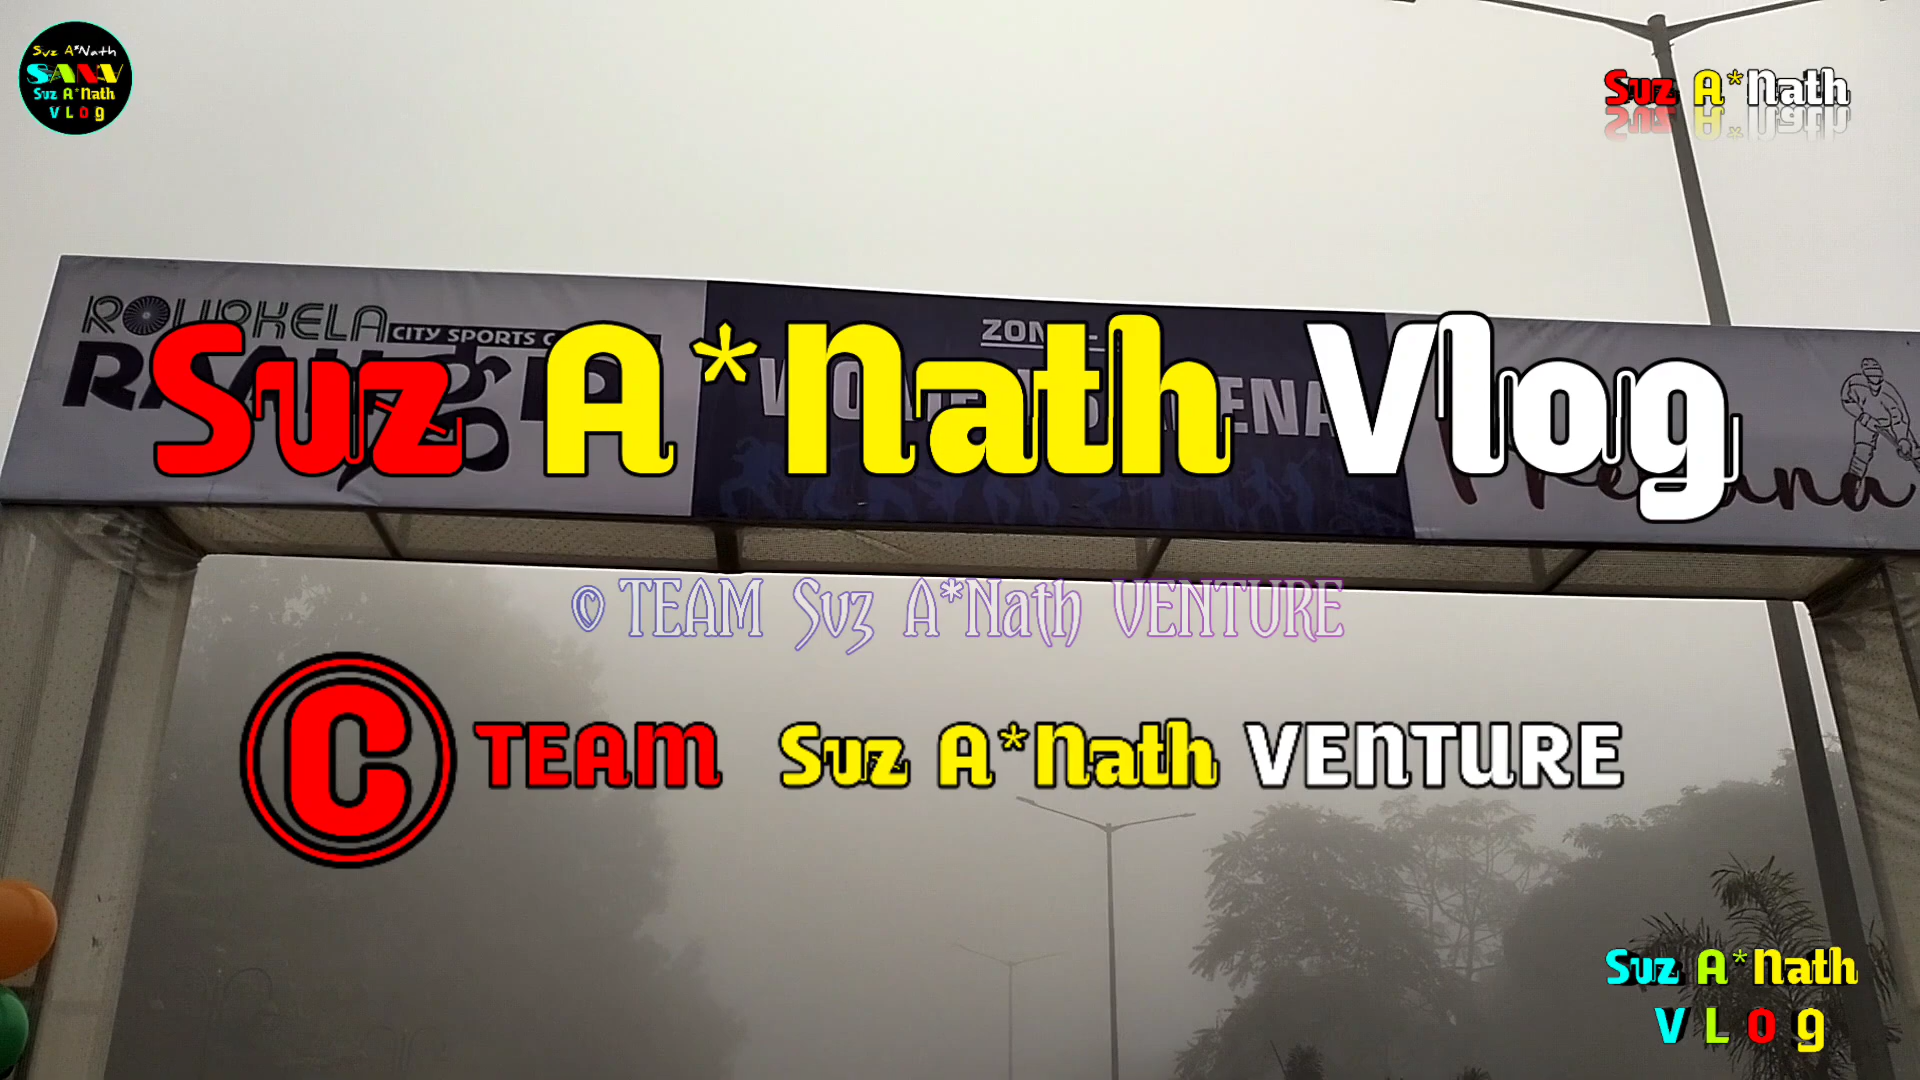 Suz A*Nath
SANV
Suz A*Nath
VLOg
Suz A*Nath
ROURKELA
CITY SPORTS
ZON
Suz A*Nath Vlog
© TEAM Suz A*Nath VENTURE
© TEAM Suz A*Nath VENTURE
Suz A*Nath
VLOg